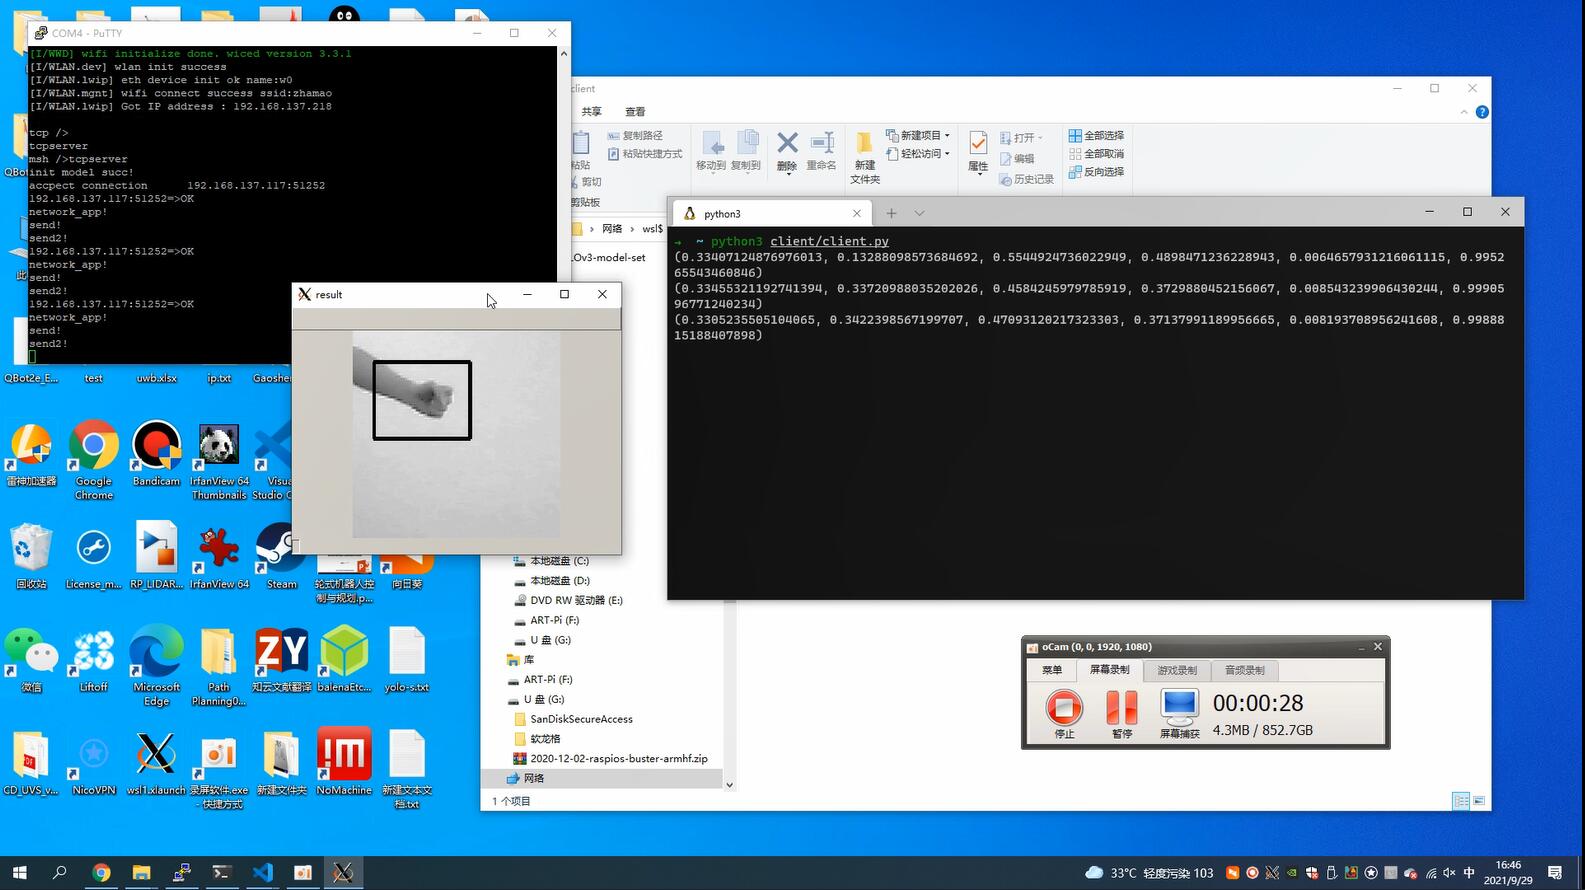 COM4 - PuTTY
[I/WWD] wifi initialize done. wiced version 3.3.1
[I/WLAN.dev] wlan init success
[I/WLAN.lwip] eth device init ok name:w0
[I/WLAN.mgnt] wifi connect success ssid:zhamao
[I/WLAN.lwip] Got IP address : 192.168.137.218
tcp />
tcpserver
msh />tcpserver
init model succ!
accpect connection 192.168.137.117:51252
192.168.137.117:51252=>OK
network_app!
send!
send2!
192.168.137.117:51252=>OK
network_app!
send!
send2!
192.168.137.117:51252=>OK
network_app!
send!
send2!
client
共享 查看
粘贴
复制路径
粘贴快捷方式
剪切
剪贴板
移动到 复制到 删除 重命名
新建
文件夹
新建项目
轻松访问
属性
打开
编辑
历史记录
全部选择
全部取消
反向选择
网络 wsl$
Ov3-model-set
python3
→ ~ python3 client/client.py
(0.33407124876976013, 0.13288098573684692, 0.5544924736022949, 0.4898471236228943, 0.0064657931216061115, 0.9952
65543460846)
(0.33455321192741394, 0.33720988035202026, 0.4584245979785919, 0.3729880452156067, 0.008543239906430244, 0.99905
96771240234)
(0.3305235505104065, 0.3422398567199707, 0.47093120217323303, 0.37137991189956665, 0.008193708956241608, 0.99888
15188407898)
result
QBot2e_E... test uwb.xlsx ip.txt Gaoshe
雷神加速器 Google
Chrome Bandicam IrfanView 64
Thumbnails Visua
Studio C
回收站 License_m... RP_LIDAR... IrfanView 64 Steam 轮式机器人控
制与规划.p... 向日葵
微信 Liftoff Microsoft
Edge Path
Planning0... 知云文献翻译 balenaEtc... yolo-s.txt
CD_UVS_v... NicoVPN wsl1.xlaunch 录屏软件.exe
- 快捷方式 新建文件夹 NoMachine 新建文本文
档.txt
本地磁盘 (C:)
本地磁盘 (D:)
DVD RW 驱动器 (E:)
ART-Pi (F:)
U 盘 (G:)
库
ART-Pi (F:)
U 盘 (G:)
SanDiskSecureAccess
软龙格
2020-12-02-raspios-buster-armhf.zip
网络
1 个项目
oCam (0, 0, 1920, 1080)
菜单 屏幕录制 游戏录制 音频录制
停止 暂停 屏幕捕获
00:00:28
4.3MB / 852.7GB
33°C 轻度污染 103
中
16:46
2021/9/29